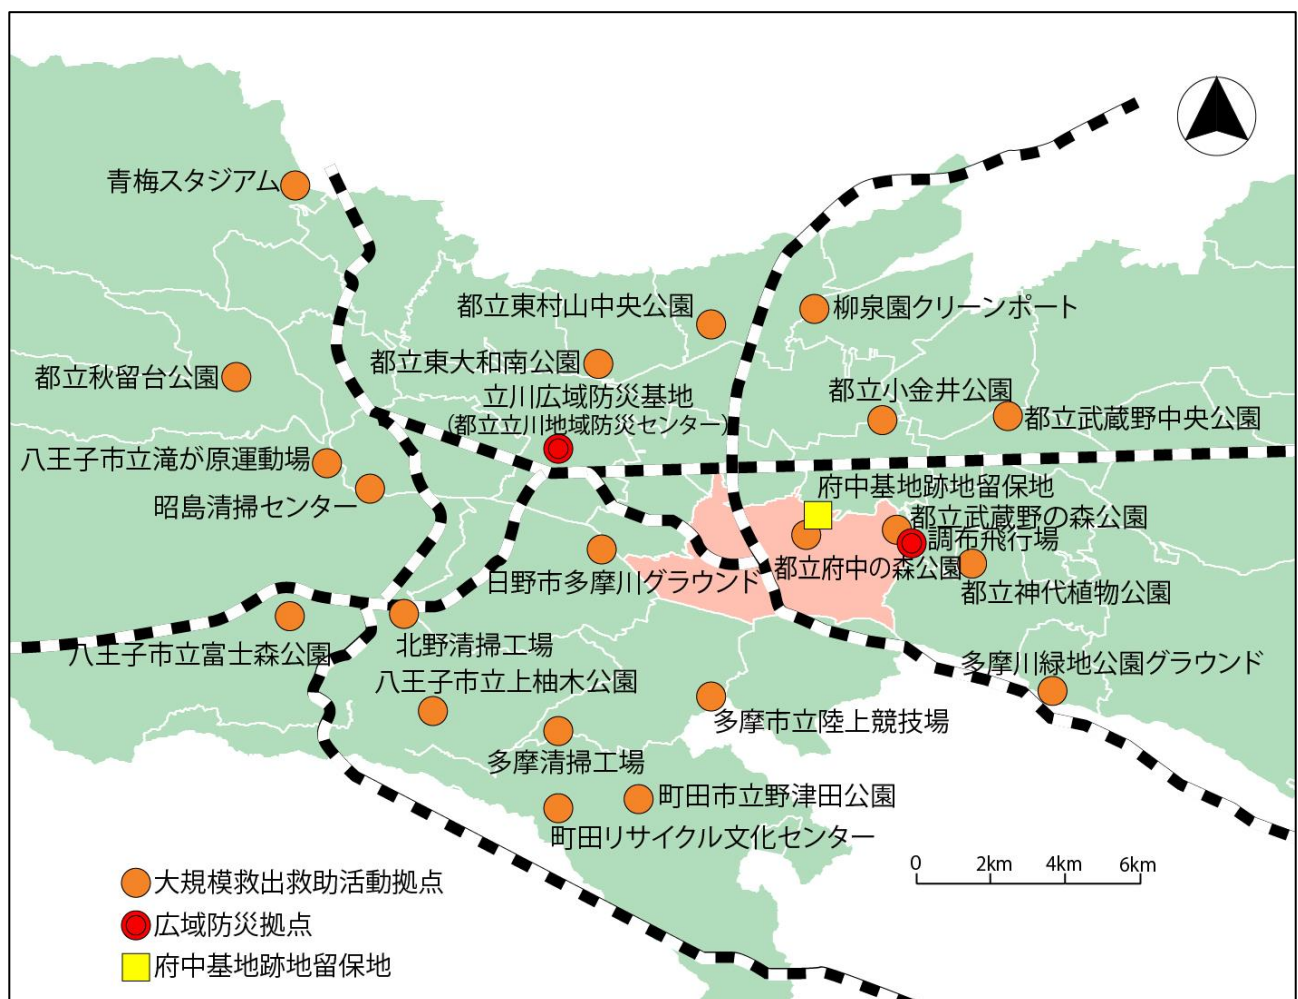 青梅スタジアム
都立東村山中央公園
柳泉園クリーンポート
都立東大和南公園
都立秋留台公園
立川広域防災基地
(都立立川地域防災センター)
都立小金井公園
都立武蔵野中央公園
八王子市立滝が原運動場
昭島清掃センター
府中基地跡地留保地
都立武蔵野の森公園
調布飛行場
都立府中の森公園
日野市多摩川グラウンド
都立神代植物公園
八王子市立富士森公園
北野清掃工場
多摩川緑地公園グラウンド
八王子市立上柚木公園
多摩市立陸上競技場
多摩清掃工場
町田市立野津田公園
町田リサイクル文化センター
0 2km 4km 6km
大規模救出救助活動拠点
広域防災拠点
府中基地跡地留保地